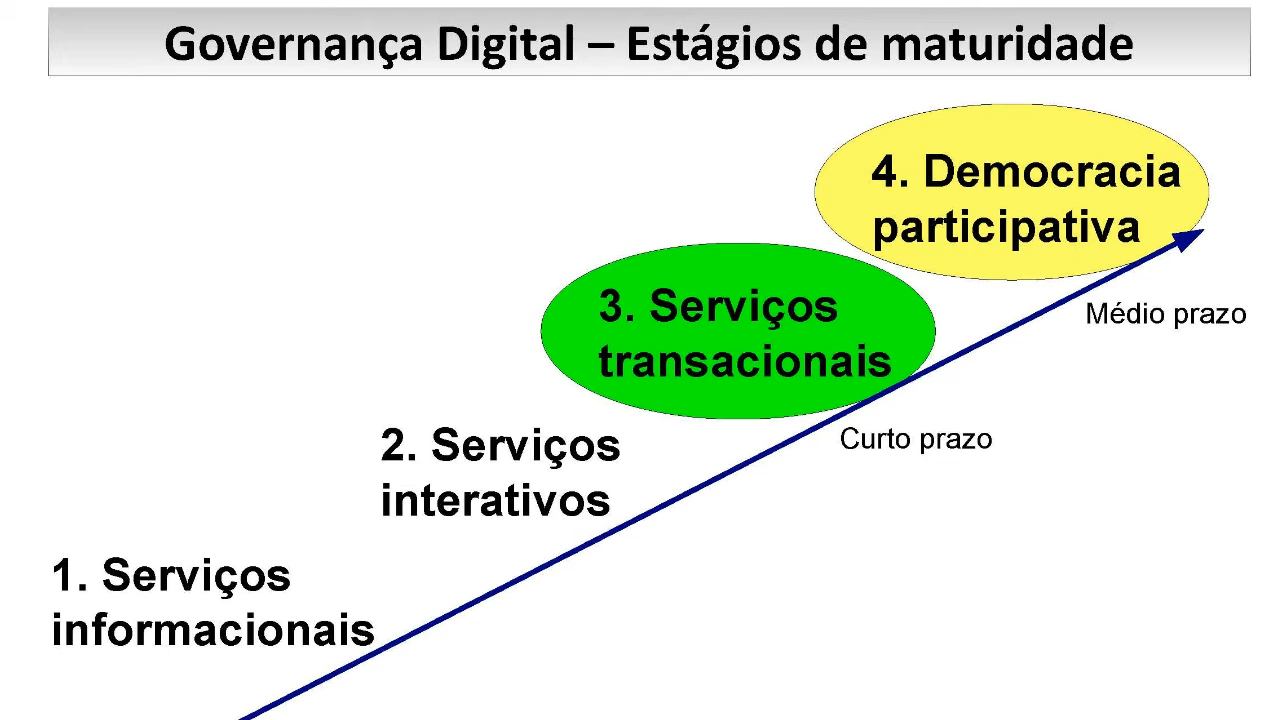 Governança Digital – Estágios de maturidade
4. Democracia
participativa
Médio prazo
3. Serviços
transacionais
Curto prazo
2. Serviços
interativos
1. Serviços
informacionais